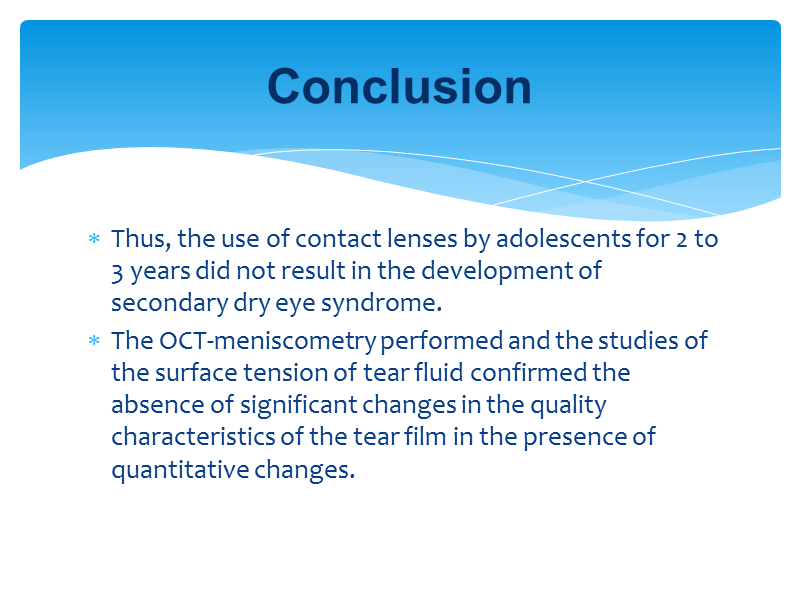 Conclusion
* Thus, the use of contact lenses by adolescents for 2 to
3 years did not result in the development of
secondary dry eye syndrome.
* The OCT-meniscometry performed and the studies of
the surface tension of tear fluid confirmed the
absence of significant changes in the quality
characteristics of the tear film in the presence of
quantitative changes.